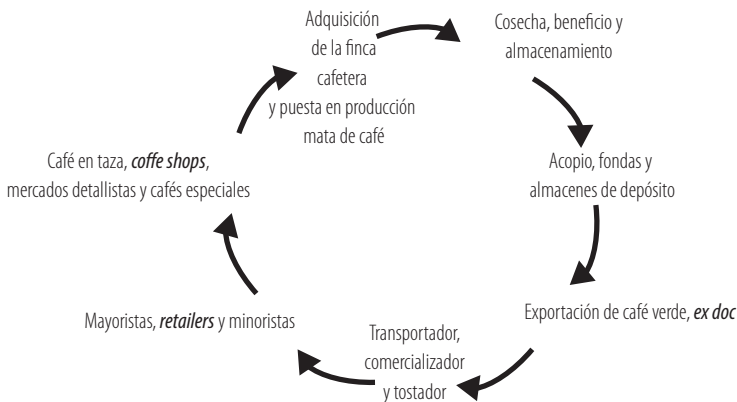 Adquisición
de la finca
cafetera
y puesta en producción
mata de café
Cosecha, beneficio y
almacenamiento
Acopio, fondas y
almacenes de depósito
Exportación de café verde, ex doc
Transportador,
comercializador
y tostador
Mayoristas, retailers y minoristas
Café en taza, coffe shops,
mercados detallistas y cafés especiales